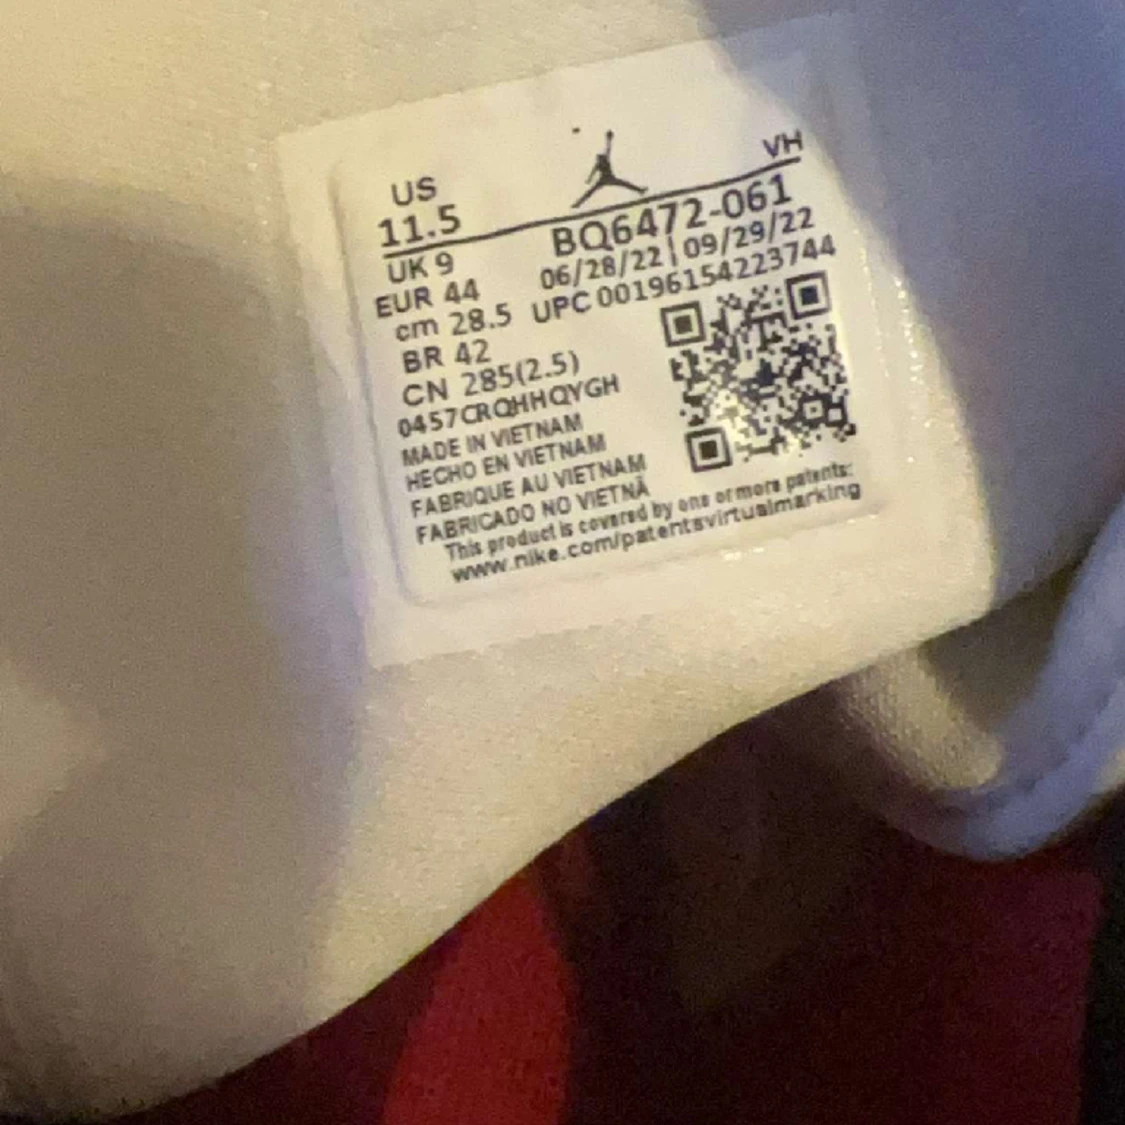 VH
US
11.5
BQ6472-061
UK 9
06/28/22 | 09/29/22
EUR 44
UPC 00196154223744
cm 28.5
BR 42
CN 285(2.5)
0457CRQHHQYGH
MADE IN VIETNAM
HECHO EN VIETNAM
FABRIQUE AU VIETNAM
FABRICADO NO VIETNÃ
This product is covered by one or more patents:
www.nike.com/patentsvirtualmarking